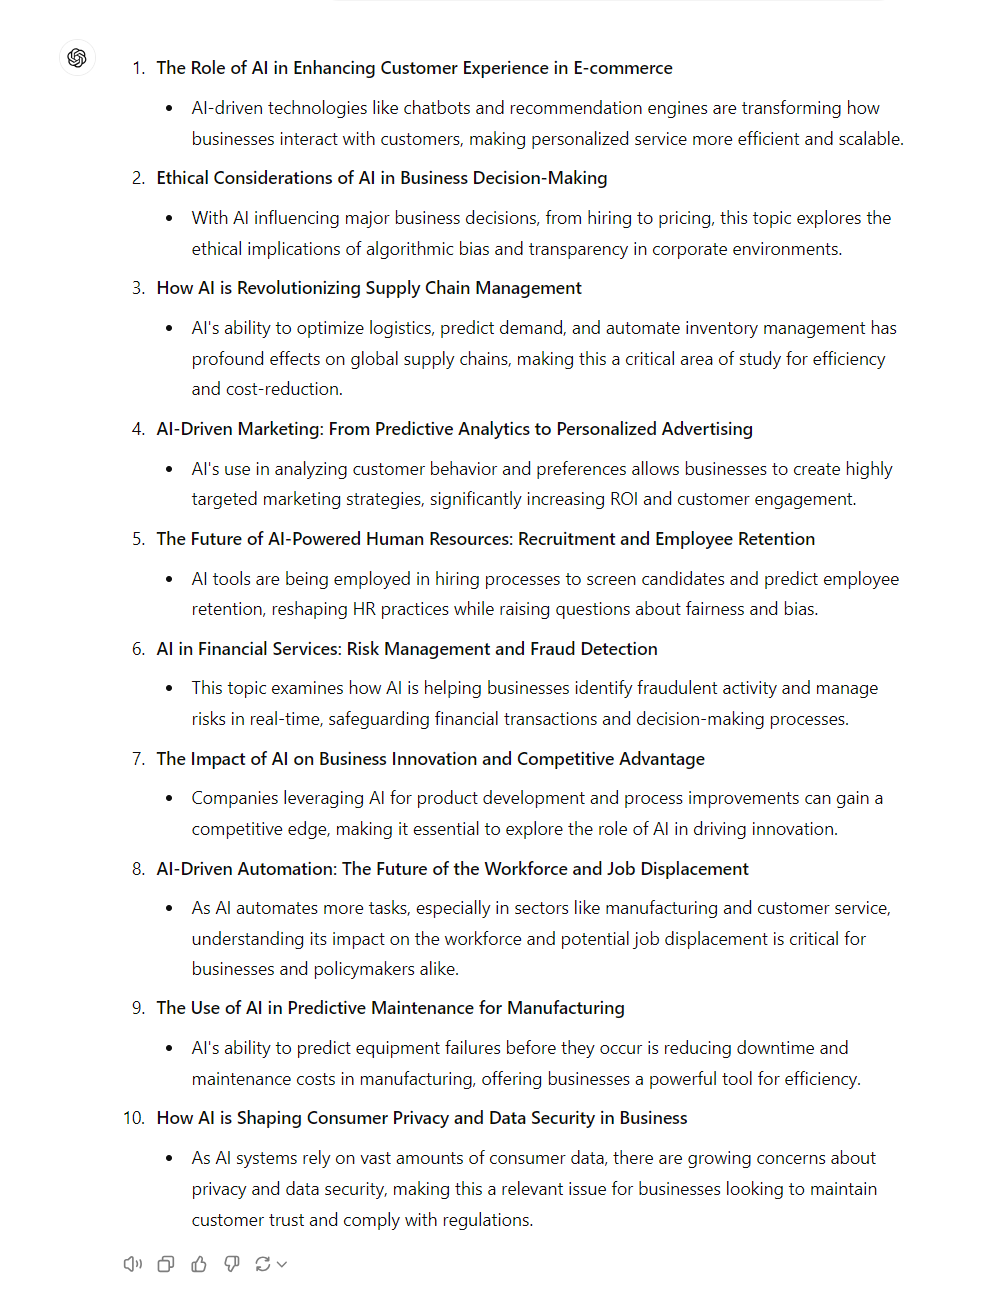 1. The Role of AI in Enhancing Customer Experience in E-commerce
• AI-driven technologies like chatbots and recommendation engines are transforming how
businesses interact with customers, making personalized service more efficient and scalable.
2. Ethical Considerations of AI in Business Decision-Making
• With AI influencing major business decisions, from hiring to pricing, this topic explores the
ethical implications of algorithmic bias and transparency in corporate environments.
3. How AI is Revolutionizing Supply Chain Management
• AI's ability to optimize logistics, predict demand, and automate inventory management has
profound effects on global supply chains, making this a critical area of study for efficiency
and cost-reduction.
4. AI-Driven Marketing: From Predictive Analytics to Personalized Advertising
• AI's use in analyzing customer behavior and preferences allows businesses to create highly
targeted marketing strategies, significantly increasing ROI and customer engagement.
5. The Future of AI-Powered Human Resources: Recruitment and Employee Retention
• AI tools are being employed in hiring processes to screen candidates and predict employee
retention, reshaping HR practices while raising questions about fairness and bias.
6. AI in Financial Services: Risk Management and Fraud Detection
• This topic examines how AI is helping businesses identify fraudulent activity and manage
risks in real-time, safeguarding financial transactions and decision-making processes.
7. The Impact of AI on Business Innovation and Competitive Advantage
• Companies leveraging AI for product development and process improvements can gain a
competitive edge, making it essential to explore the role of AI in driving innovation.
8. AI-Driven Automation: The Future of the Workforce and Job Displacement
• As AI automates more tasks, especially in sectors like manufacturing and customer service,
understanding its impact on the workforce and potential job displacement is critical for
businesses and policymakers alike.
9. The Use of AI in Predictive Maintenance for Manufacturing
• AI's ability to predict equipment failures before they occur is reducing downtime and
maintenance costs in manufacturing, offering businesses a powerful tool for efficiency.
10. How AI is Shaping Consumer Privacy and Data Security in Business
• As AI systems rely on vast amounts of consumer data, there are growing concerns about
privacy and data security, making this a relevant issue for businesses looking to maintain
customer trust and comply with regulations.